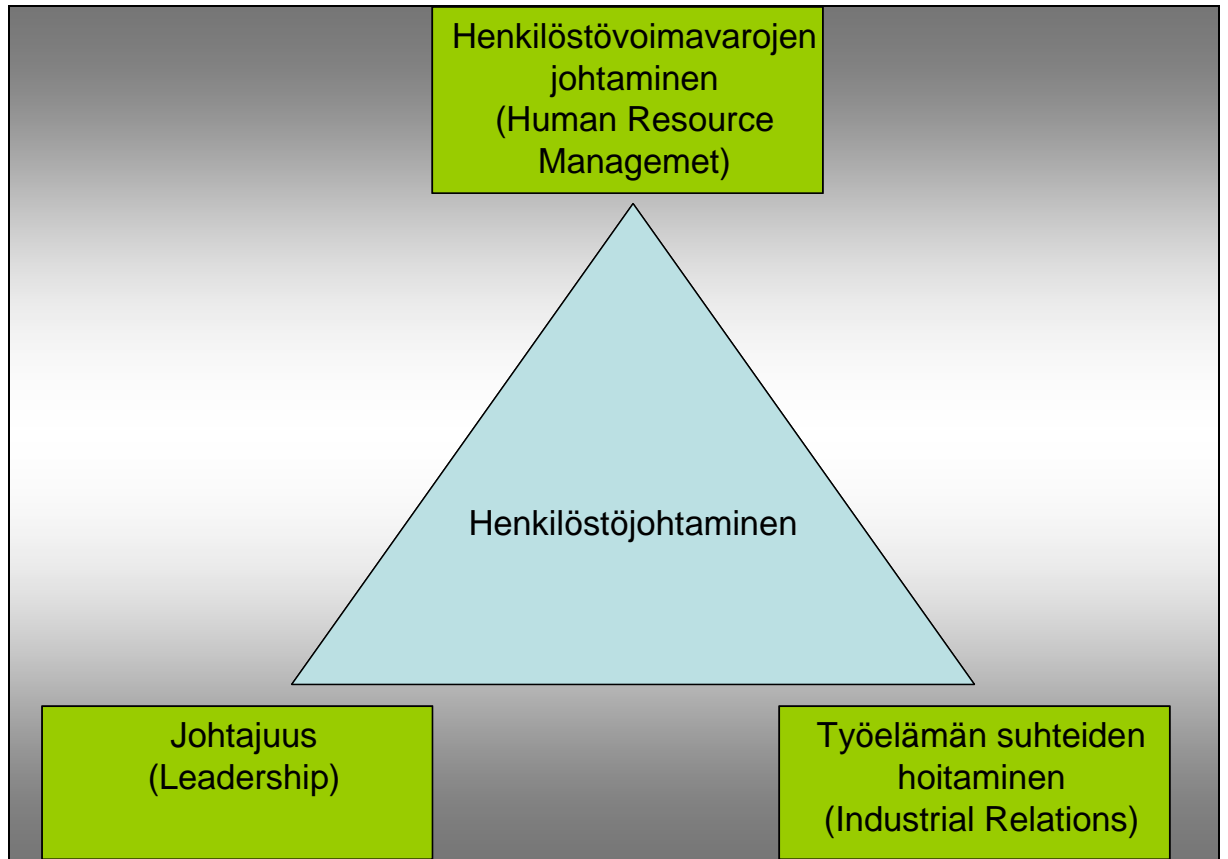 Henkilöstövoimavarojen
johtaminen
(Human Resource
Managemet)
Henkilöstöjohtaminen
Johtajuus
(Leadership)
Työelämän suhteiden
hoitaminen
(Industrial Relations)